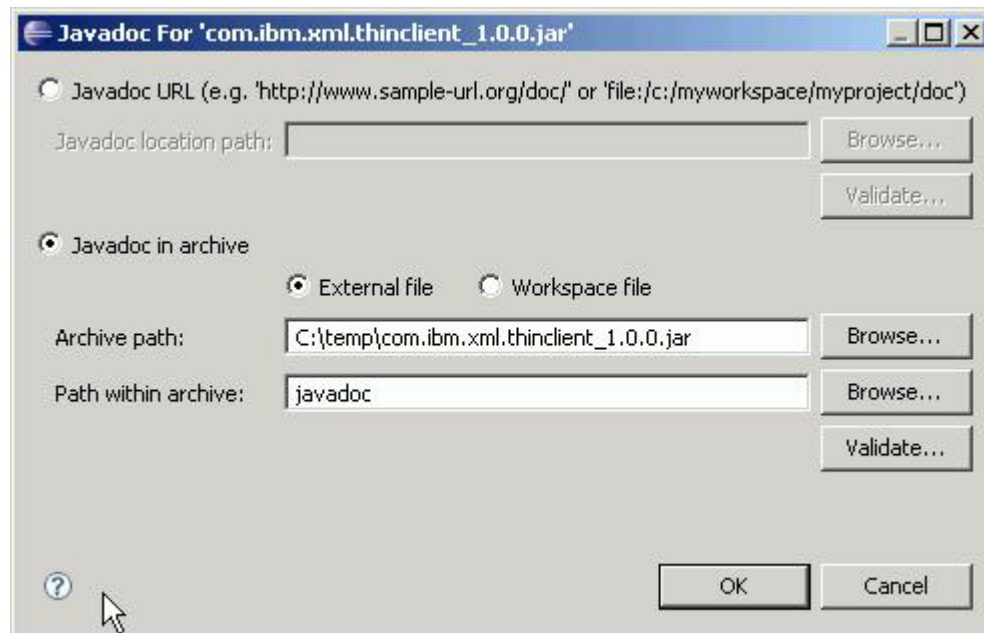 Javadoc For 'com.ibm.xml.thinclient_1.0.0.jar'
Javadoc URL (e.g. 'http://www.sample-url.org/doc/' or 'file:/c:/myworkspace/myproject/doc')
Javadoc location path: Browse...
Validate...
Javadoc in archive
External file Workspace file
Archive path: C:\temp\com.ibm.xml.thinclient_1.0.0.jar Browse...
Path within archive: javadoc Browse...
Validate...
? OK Cancel